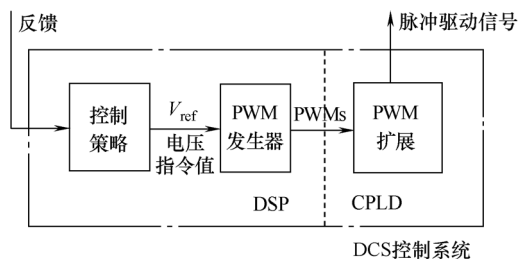 反馈
脉冲驱动信号
控制
策略
Vref
电压
指令值
PWM
发生器
PWMs
PWM
扩展
DSP
CPLD
DCS控制系统